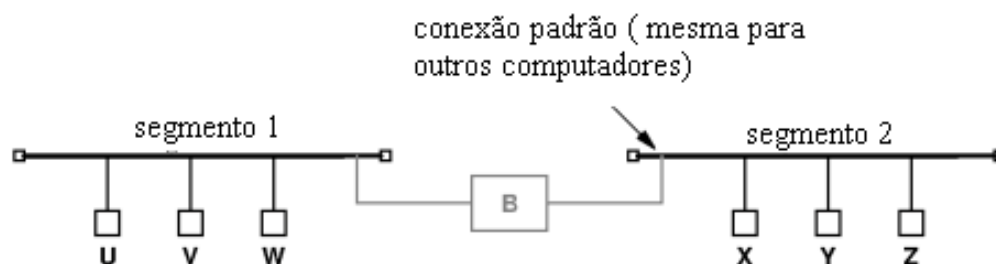 conexão padrão ( mesma para
outros computadores)
segmento 1
segmento 2
B
U V W X Y Z